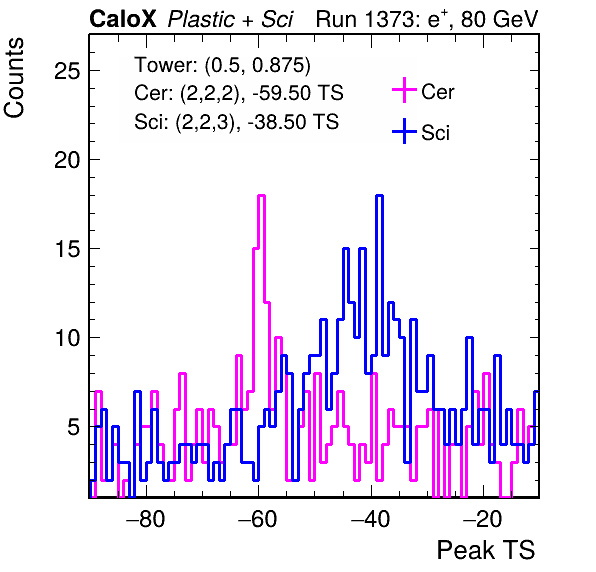 CaloX Plastic + Sci Run 1373: e+, 80 GeV
Counts
Tower: (0.5, 0.875)
Cer: (2,2,2), -59.50 TS
Sci: (2,2,3), -38.50 TS
Cer
Sci
25
20
15
10
5
−80 −60 −40 −20
Peak TS